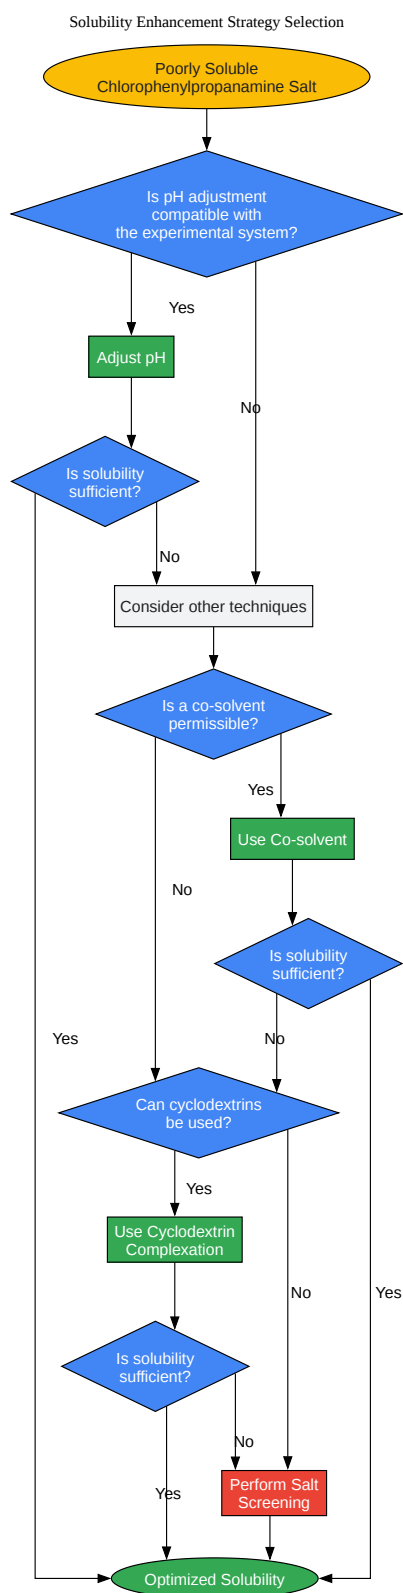 Solubility Enhancement Strategy Selection
Poorly Soluble
Chlorophenylpropanamine Salt
Is pH adjustment
compatible with
the experimental system?
Yes
Adjust pH
No
Is solubility
sufficient?
No
Consider other techniques
Is a co-solvent
permissible?
Yes
Use Co-solvent
No
Is solubility
sufficient?
Yes
No
Can cyclodextrins
be used?
Yes
Use Cyclodextrin
Complexation
No
Yes
Is solubility
sufficient?
No
Perform Salt
Screening
Yes
Optimized Solubility